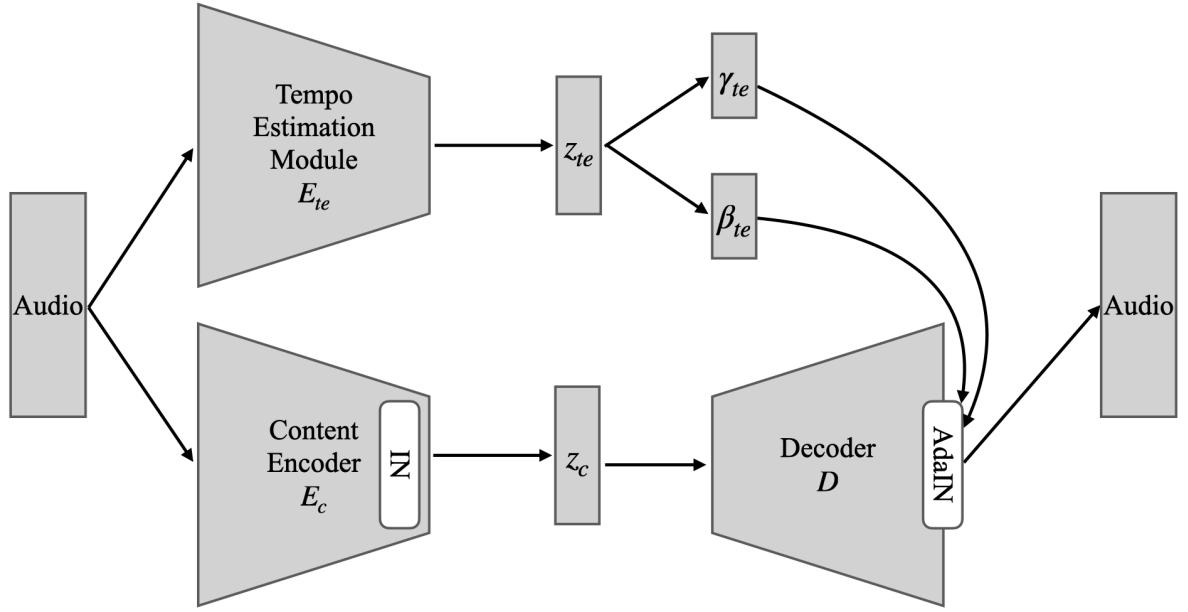 Audio
Tempo
Estimation
Module
E_te
z_te
γ_te
β_te
Content
Encoder
E_c
IN
z_c
Decoder
D
AdaIN
Audio